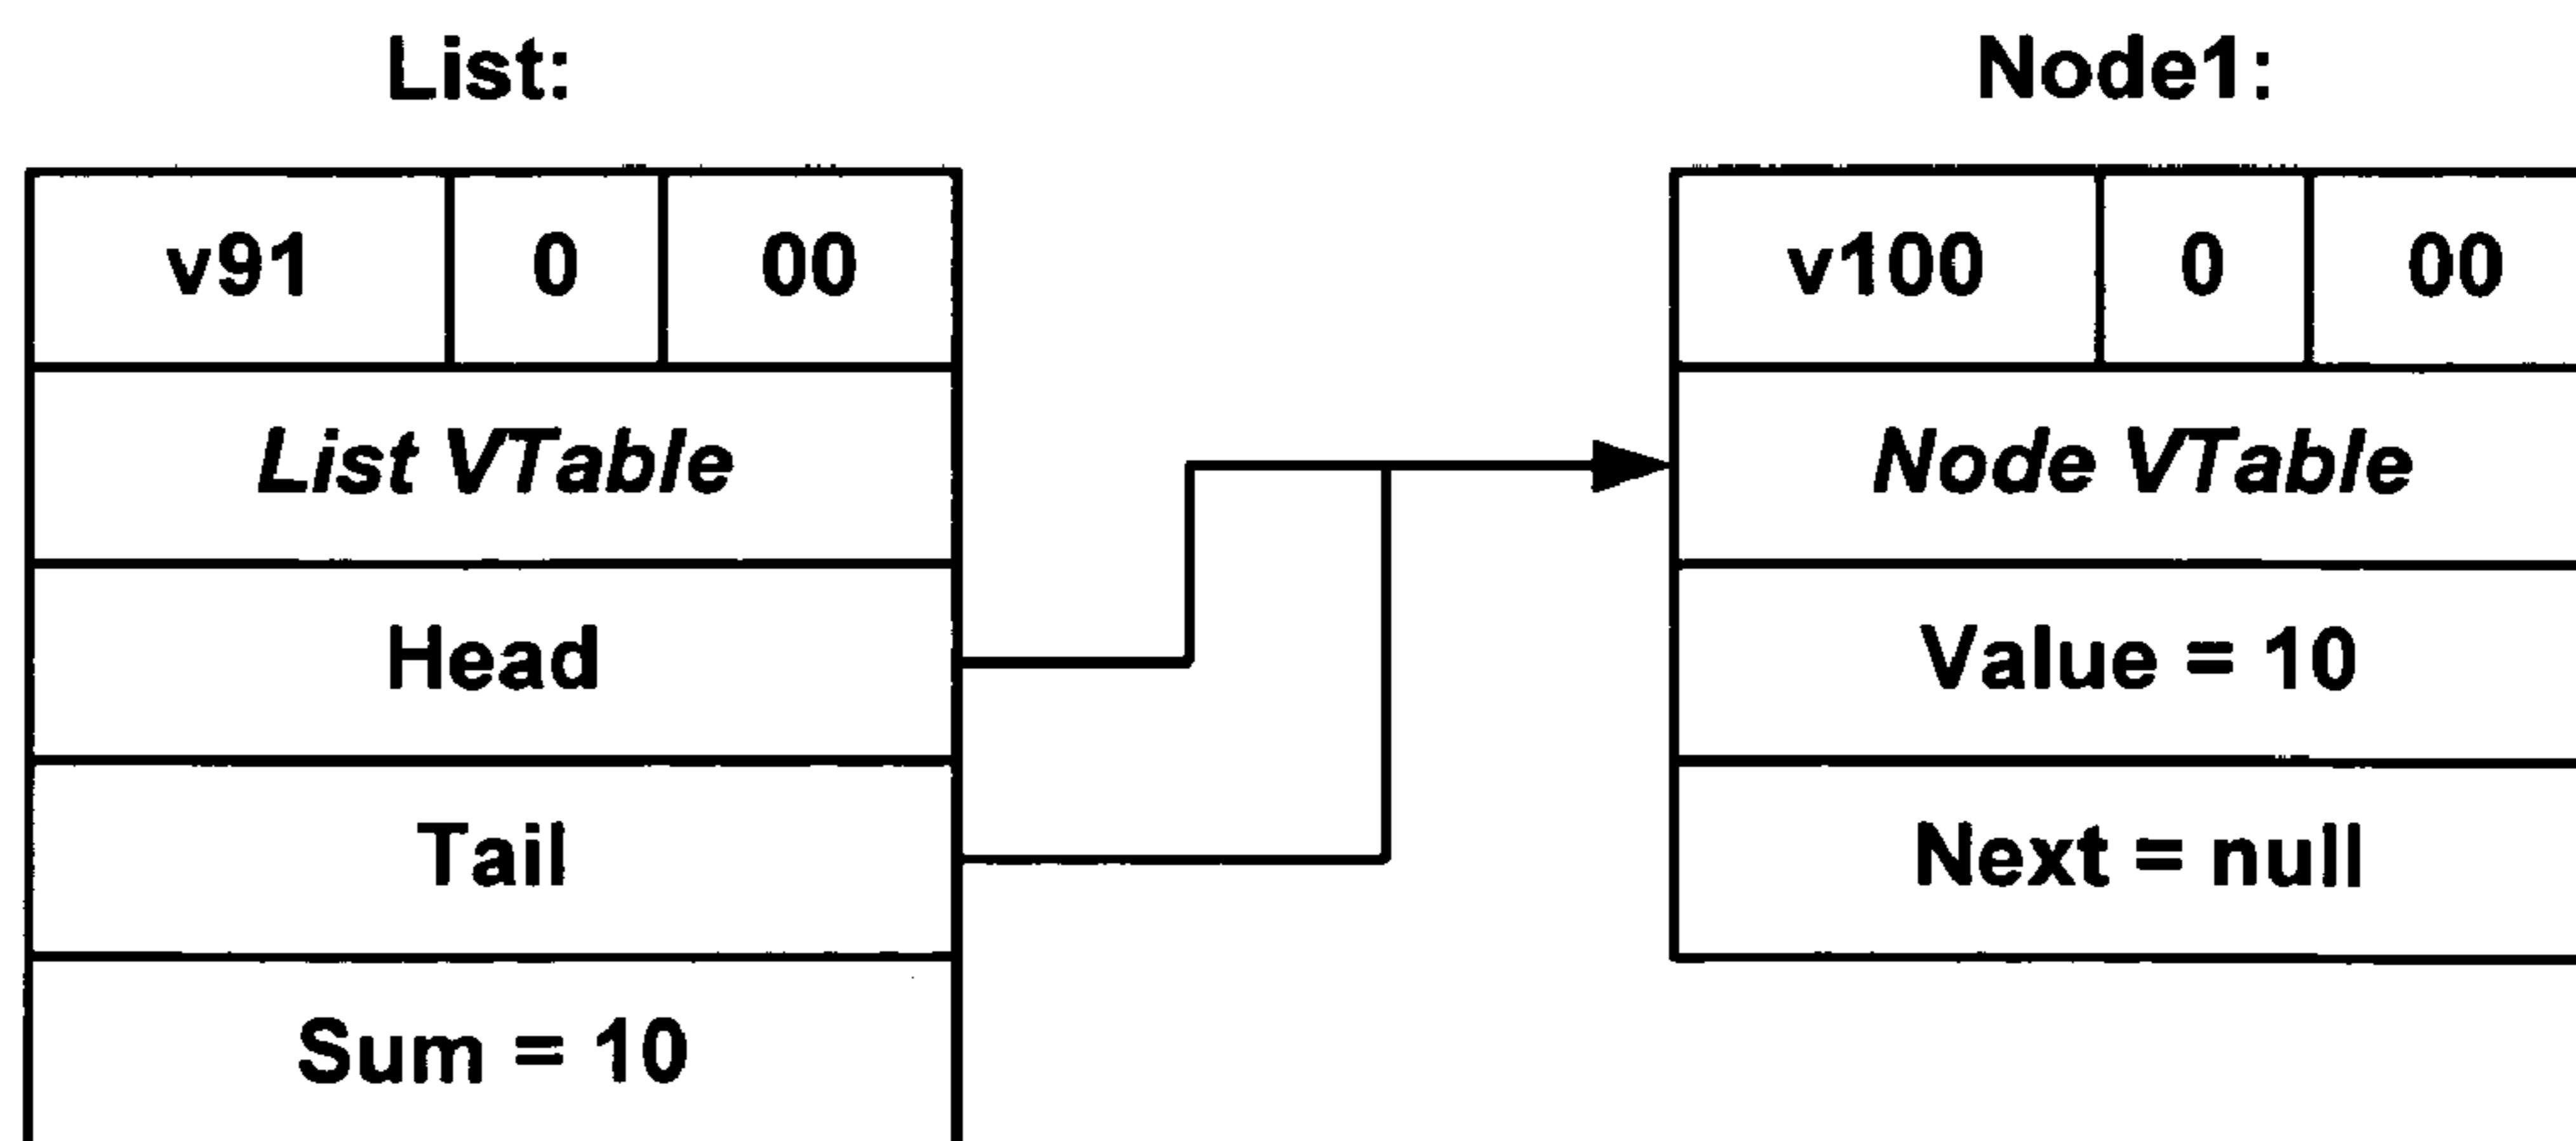 List:
v91 0 00
List VTable
Head
Tail
Sum = 10
Node1:
v100 0 00
Node VTable
Value = 10
Next = null